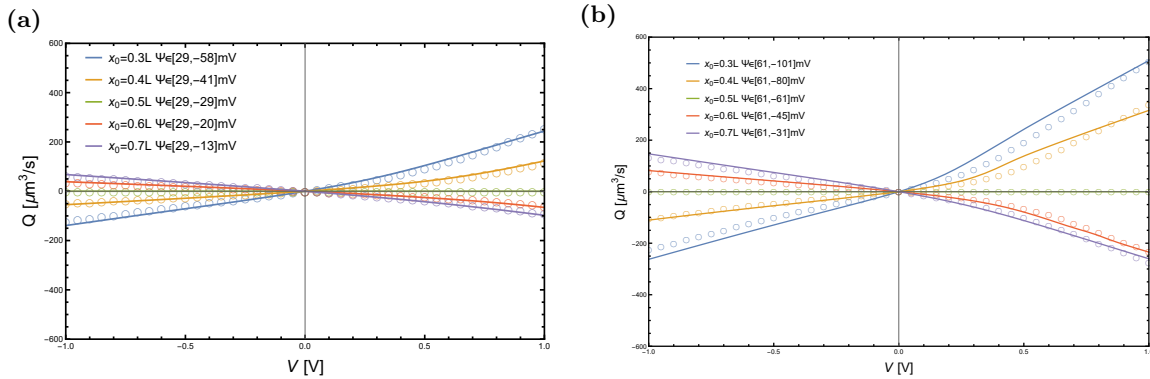 (a)
600
400
200
0
-200
-400
-600
Q [μm³/s]
x₀=0.3L Ψ∈[29,-58]mV
x₀=0.4L Ψ∈[29,-41]mV
x₀=0.5L Ψ∈[29,-29]mV
x₀=0.6L Ψ∈[29,-20]mV
x₀=0.7L Ψ∈[29,-13]mV
-1.0 -0.5 0.0 0.5 1.0
V [V]
(b)
600
400
200
0
-200
-400
-600
Q [μm³/s]
x₀=0.3L Ψ∈[61,-101]mV
x₀=0.4L Ψ∈[61,-80]mV
x₀=0.5L Ψ∈[61,-61]mV
x₀=0.6L Ψ∈[61,-45]mV
x₀=0.7L Ψ∈[61,-31]mV
-1.0 -0.5 0.0 0.5 1.0
V [V]